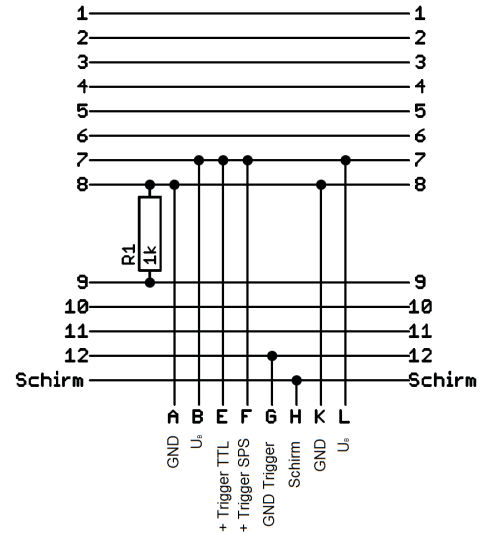 1 1
2 2
3 3
4 4
5 5
6 6
7 7
8 8
R1 1k
9 9
10 10
11 11
12 12
Schirm Schirm
A B E F G H K L
GND
UB
+ Trigger TTL
+ Trigger SPS
GND Trigger
Schirm
GND
UB